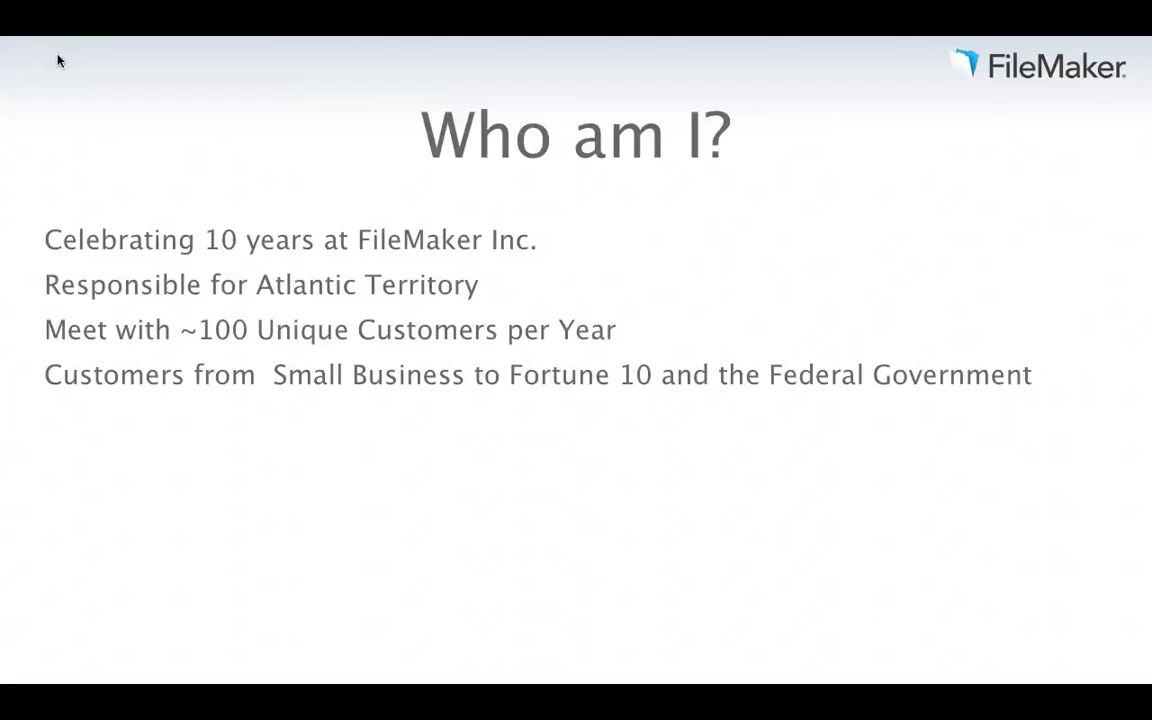 FileMaker
Who am I?
Celebrating 10 years at FileMaker Inc.
Responsible for Atlantic Territory
Meet with ~100 Unique Customers per Year
Customers from  Small Business to Fortune 10 and the Federal Government